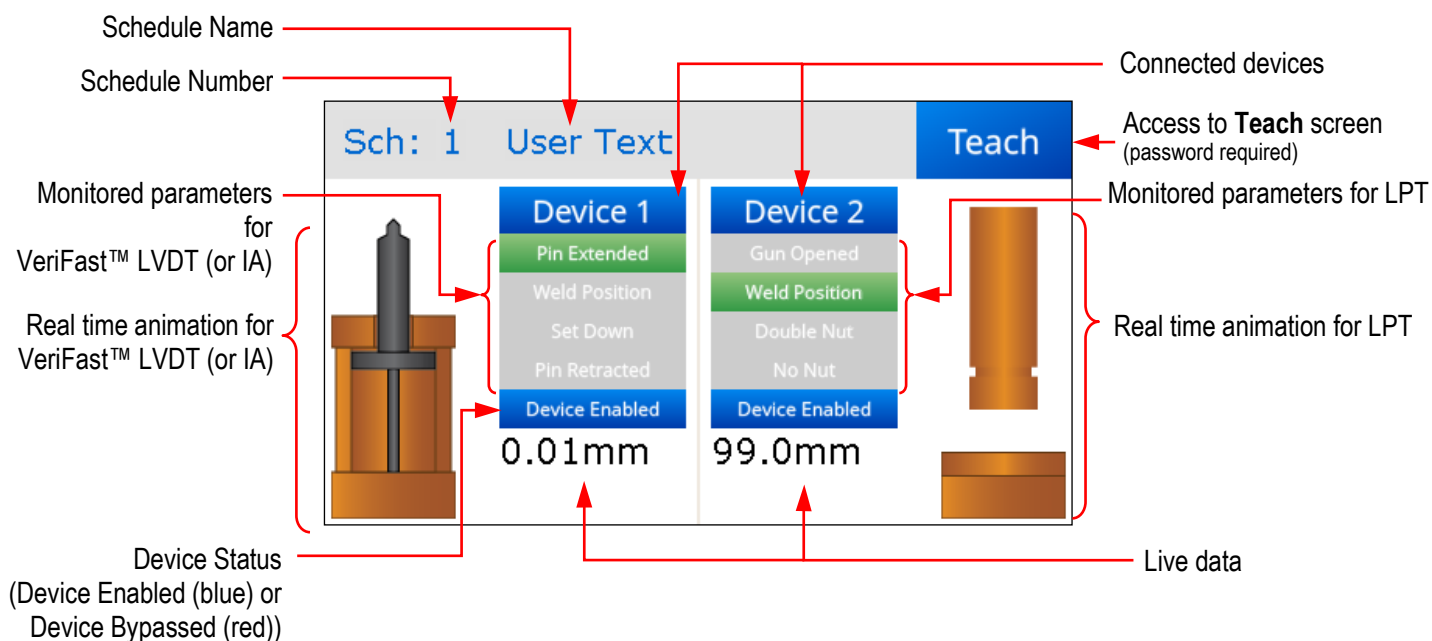 Schedule Name
Schedule Number
Connected devices
Access to Teach screen
(password required)
Sch: 1 User Text
Teach
Monitored parameters
for
VeriFast™ LVDT (or IA)
Monitored parameters for LPT
Device 1
Pin Extended
Weld Position
Set Down
Pin Retracted
Device Enabled
0.01mm
Device 2
Gun Opened
Weld Position
Double Nut
No Nut
Device Enabled
99.0mm
Real time animation for
VeriFast™ LVDT (or IA)
Real time animation for LPT
Device Status
(Device Enabled (blue) or
Device Bypassed (red))
Live data